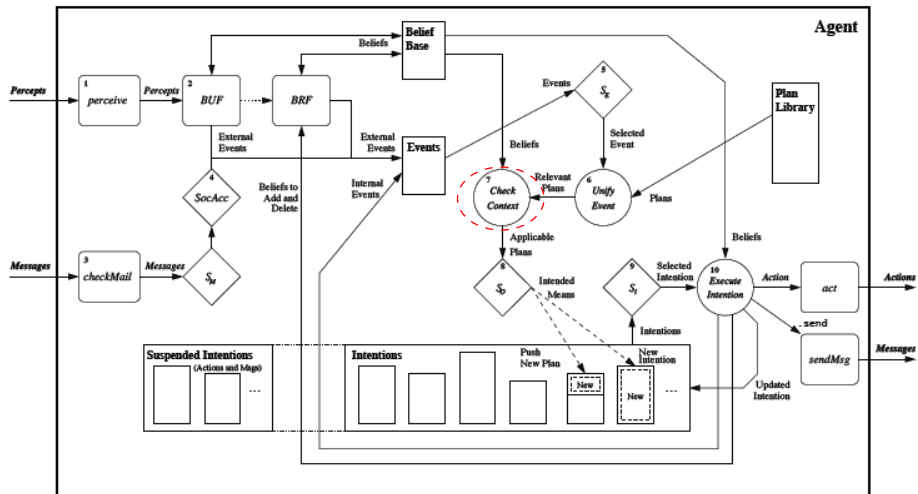 Agent
Belief
Base
Beliefs
Plan
Library
Percepts
1
perceive
Percepts
2
BUF
BRF
5
S_E
Events
External
Events
External
Events
Events
Selected
Event
Beliefs
4
SocAcc
Beliefs to
Add and
Delete
Internal
Events
7
Check
Context
Relevant
Plans
6
Unify
Event
Plans
Messages
3
checkMail
Messages
S_M
Applicable
Plans
8
S_O
Intended
Means
9
S_I
Selected
Intention
Beliefs
10
Execute
Intention
Action
act
Actions
Intentions
.send
sendMsg
Messages
Suspended Intentions
(Actions and Msgs)
...
Intentions
Push
New Plan
New
New
Intention
New
...
Updated
Intention